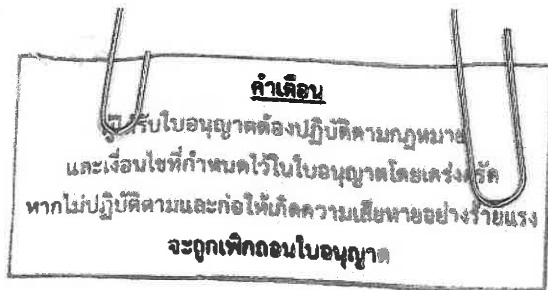 คำเตือน
ผู้ได้รับใบอนุญาตต้องปฏิบัติตามกฎหมาย
และเงื่อนไขที่กำหนดไว้ในใบอนุญาตโดยเคร่งครัด
หากไม่ปฏิบัติตามและก่อให้เกิดความเสียหายอย่างร้ายแรง
จะถูกเพิกถอนใบอนุญาต